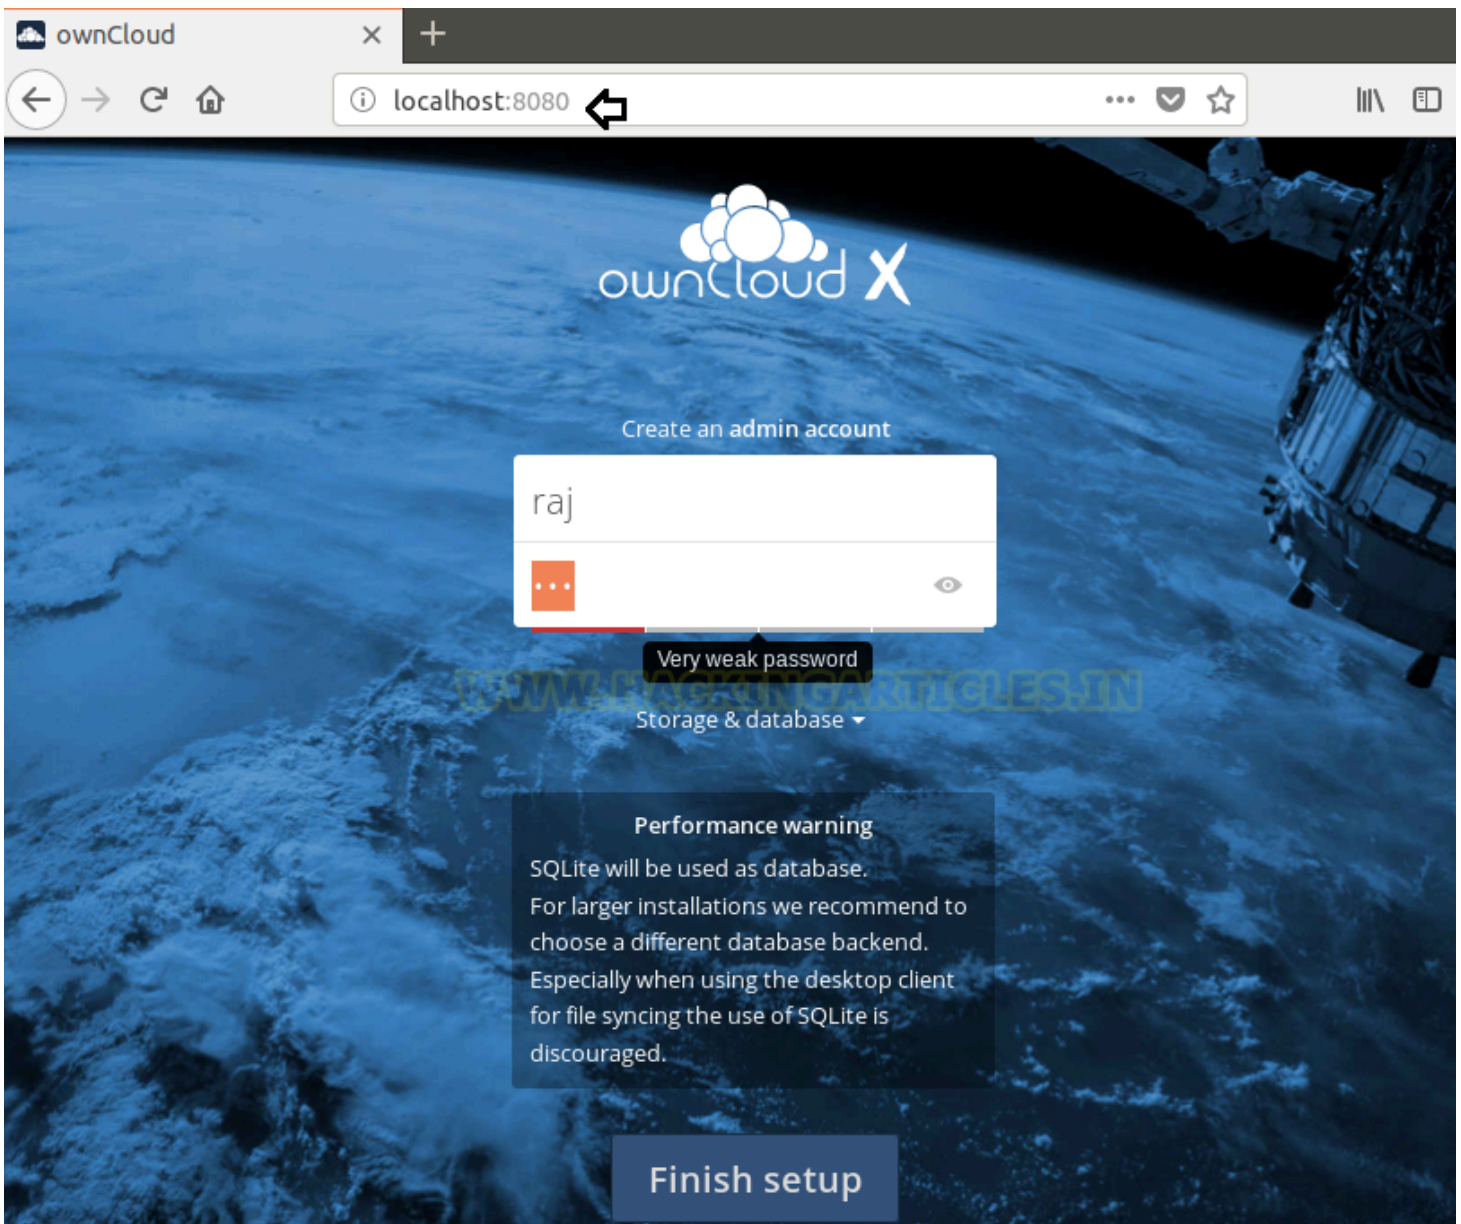 ownCloud
localhost:8080
ownCloud X
Create an admin account
raj
Very weak password
WWW.HACKINGARTICLES.IN
Storage & database
Performance warning
SQLite will be used as database.
For larger installations we recommend to
choose a different database backend.
Especially when using the desktop client
for file syncing the use of SQLite is
discouraged.
Finish setup